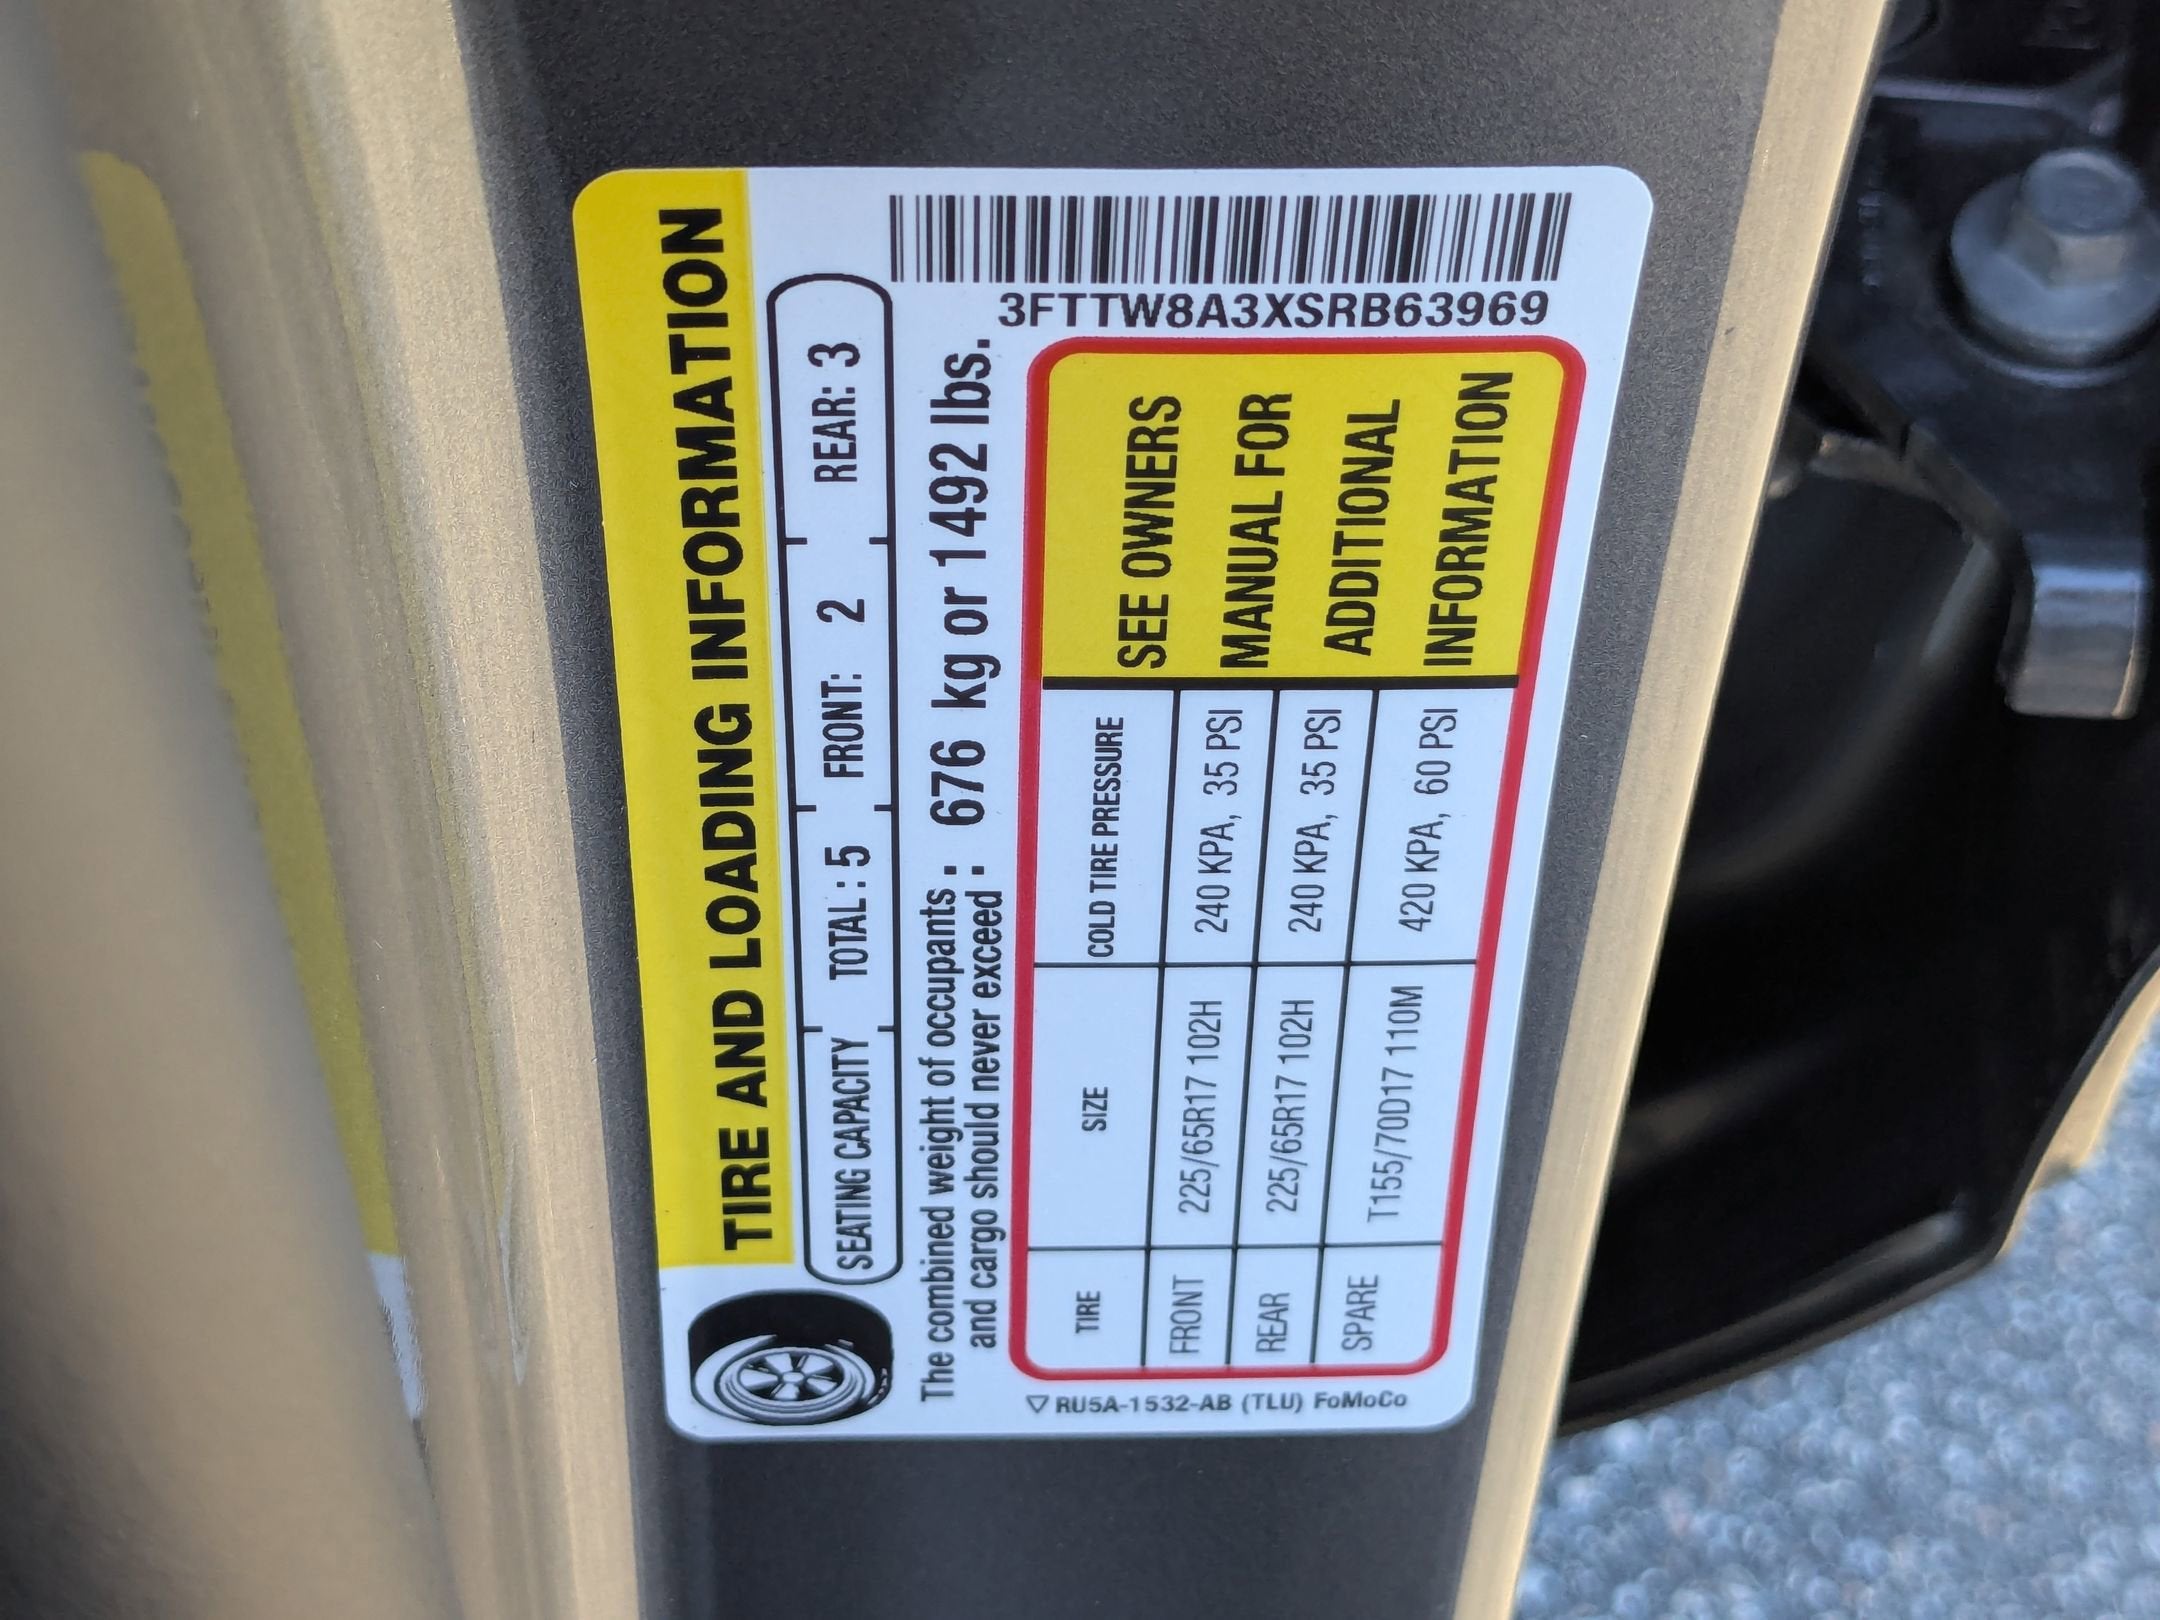 TIRE AND LOADING INFORMATION
SEATING CAPACITY TOTAL : 5 FRONT: 2 REAR: 3
The combined weight of occupants : 676 kg or 1492 lbs.
and cargo should never exceed :
3FTTW8A3XSRB63969
TIRE SIZE COLD TIRE PRESSURE
FRONT 225/65R17 102H 240 KPA, 35 PSI
REAR 225/65R17 102H 240 KPA, 35 PSI
SPARE T155/70D17 110M 420 KPA, 60 PSI
SEE OWNERS
MANUAL FOR
ADDITIONAL
INFORMATION
RU5A-1532-AB (TLU) FoMoCo